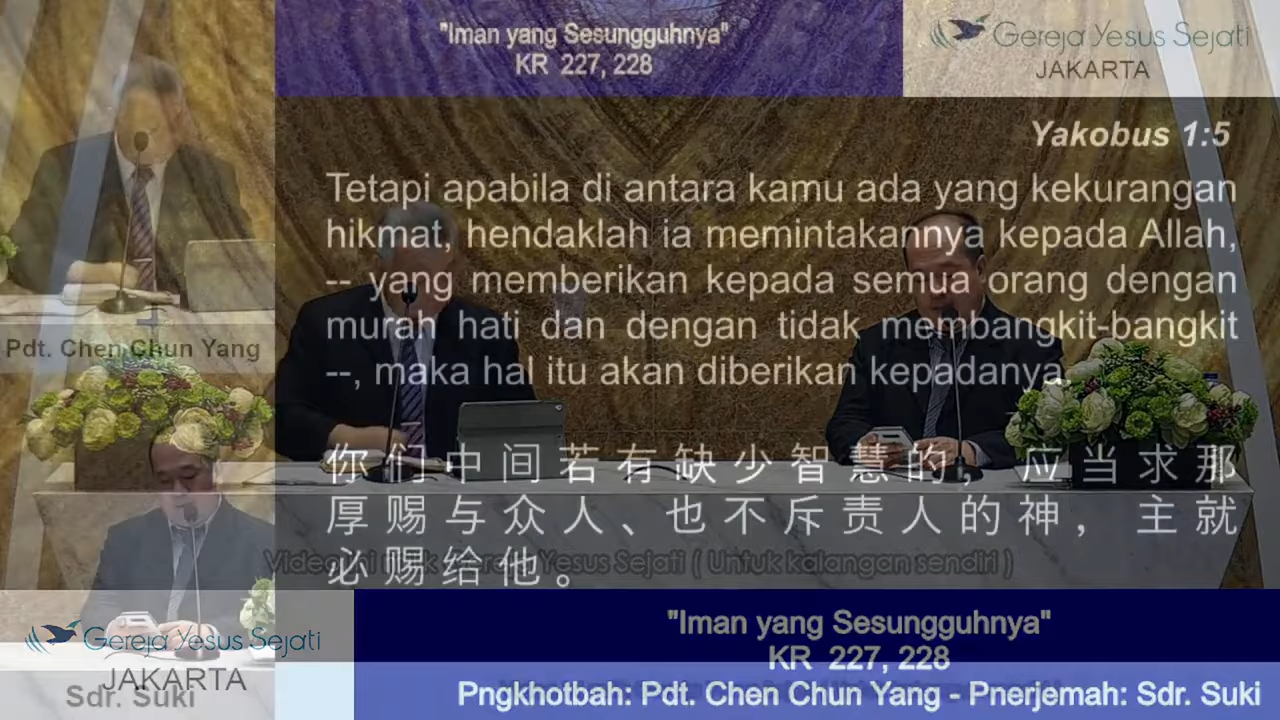 "Iman yang Sesungguhnya"
KR 227, 228
Gereja Yesus Sejati
JAKARTA
Yakobus 1:5
Tetapi apabila di antara kamu ada yang kekurangan
hikmat, hendaklah ia memintakannya kepada Allah,
-- yang memberikan kepada semua orang dengan
murah hati dan dengan tidak membangkit-bangkit
--, maka hal itu akan diberikan kepadanya.
Pdt. Chen Chun Yang
你们中间若有缺少智慧的，应当求那
厚赐与众人、也不斥责人的神，主就
必赐给他。
Yesus Sejati ( Untuk kalangan sendiri )
Gereja Yesus Sejati
JAKARTA
Sdr. Suki
"Iman yang Sesungguhnya"
KR 227, 228
Pngkhotbah: Pdt. Chen Chun Yang - Pnerjemah: Sdr. Suki